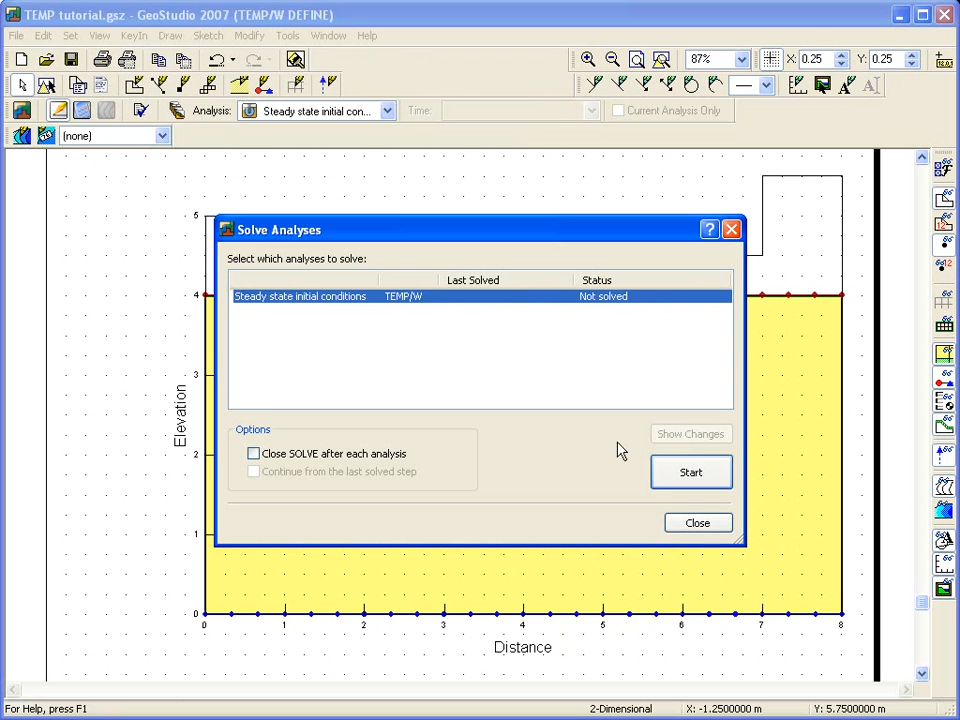 TEMP tutorial.gsz - GeoStudio 2007 (TEMP/W DEFINE)
File Edit Set View KeyIn Draw Sketch Modify Tools Window Help
87% X: 0.25 Y: 0.25
Analysis: Steady state initial con... Time: Current Analysis Only
(none)
Solve Analyses
Select which analyses to solve:
Last Solved Status
Steady state initial conditions TEMP/W Not solved
Options
Close SOLVE after each analysis
Continue from the last solved step
Show Changes
Start
Close
5
4
3
2
1
0
Elevation
0 1 2 3 4 5 6 7 8
Distance
For Help, press F1 2-Dimensional X: -1.2500000 m Y: 5.7500000 m